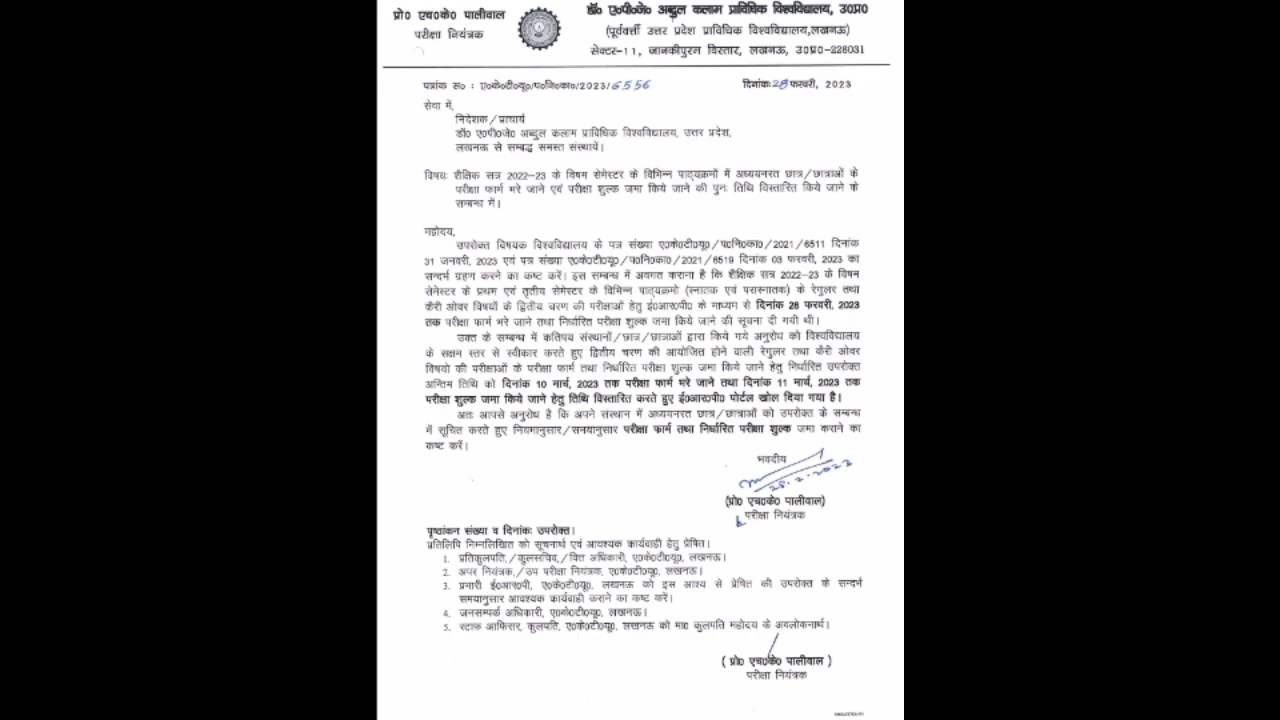 प्रो० एच०के० पालीवाल
परीक्षा नियंत्रक
डॉ० ए०पी०जे० अब्दुल कलाम प्राविधिक विश्वविद्यालय, उ०प्र०
(पूर्ववर्ती उत्तर प्रदेश प्राविधिक विश्वविद्यालय,लखनऊ)
सेक्टर-11, जानकीपुरम विस्तार, लखनऊ, उ०प्र०-226031
पत्रांक स० : ए०के०टी०यू०/प०नि०का०/2023/6556 दिनांकः28 फरवरी, 2023
सेवा में,
निदेशक/प्राचार्य
डॉ० ए०पी०जे० अब्दुल कलाम प्राविधिक विश्वविद्यालय, उत्तर प्रदेश,
लखनऊ से सम्बद्ध समस्त संस्थायें।
विषयः शैक्षिक सत्र 2022-23 के विषम सेमेस्टर के विभिन्न पाठ्यक्रमों में अध्ययनरत छात्र/छात्राओं के
परीक्षा फार्म भरे जाने एवं परीक्षा शुल्क जमा किये जाने की पुनः तिथि विस्तारित किये जाने के
सम्बन्ध में।
महोदय,
उपरोक्त विषयक विश्वविद्यालय के पत्र संख्या ए०के०टी०यू०/प०नि०का०/2021/6511 दिनांक
31 जनवरी, 2023 एवं पत्र संख्या ए०के०टी०यू०/प०नि०का०/2021/6519 दिनांक 03 फरवरी, 2023 का
सन्दर्भ ग्रहण करने का कष्ट करें। इस सम्बन्ध में अवगत कराना है कि शैक्षिक सत्र 2022-23 के विषम
सेमेस्टर के प्रथम एवं तृतीय सेमेस्टर के विभिन्न पाठ्यक्रमो (स्नातक एवं परास्नातक) के रेगुलर तथा
कैरी ओवर विषयों के द्वितीय चरण की परीक्षाओं हेतु ई०आर०पी० के माध्यम से दिनांक 28 फरवरी, 2023
तक परीक्षा फार्म भरे जाने तथा निर्धारित परीक्षा शुल्क जमा किये जाने की सूचना दी गयी थी।
उक्त के सम्बन्ध में कतिपय संस्थानों/छात्र/छात्राओं द्वारा किये गये अनुरोध को विश्वविद्यालय
के सक्षम स्तर से स्वीकार करते हुए द्वितीय चरण की आयोजित होने वाली रेगुलर तथा कैरी ओवर
विषयो की परीक्षाओं के परीक्षा फार्म तथा निर्धारित परीक्षा शुल्क जमा किये जाने हेतु निर्धारित उपरोक्त
अन्तिम तिथि को दिनांक 10 मार्च, 2023 तक परीक्षा फार्म भरे जाने तथा दिनांक 11 मार्च, 2023 तक
परीक्षा शुल्क जमा किये जाने हेतु तिथि विस्तारित करते हुए ई०आर०पी० पोर्टल खोल दिया गया है।
अतः आपसे अनुरोध है कि अपने संस्थान में अध्ययनरत छात्र/छात्राओं को उपरोक्त के सम्बन्ध
में सूचित करते हुए नियमानुसार/समयानुसार परीक्षा फार्म तथा निर्धारित परीक्षा शुल्क जमा कराने का
कष्ट करें।
भवदीय
28.2.2023
(प्रो० एच०के० पालीवाल)
परीक्षा नियंत्रक
पृष्ठांकन संख्या व दिनांकः उपरोक्त।
प्रतिलिपि निम्नलिखित को सूचनार्थ एवं आवश्यक कार्यवाही हेतु प्रेषित।
1. प्रतिकुलपति,/कुलसचिव,/वित्त अधिकारी, ए०के०टी०यू०, लखनऊ।
2. अपर नियंत्रक,/उप परीक्षा नियंत्रक, ए०के०टी०यू०, लखनऊ।
3. प्रभारी ई०आर०पी, ए०के०टी०यू०, लखनऊ को इस आश्य से प्रेषित की उपरोक्त के सन्दर्भ
समयानुसार आवश्यक कार्यवाही कराने का कष्ट करें।
4. जनसम्पर्क अधिकारी, ए०के०टी०यू०, लखनऊ।
5. स्टाफ आफिसर, कुलपति, ए०के०टी०यू०, लखनऊ को मा० कुलपति महोदय के अवलोकनार्थ।
( प्रो० एच०के० पालीवाल )
परीक्षा नियंत्रक